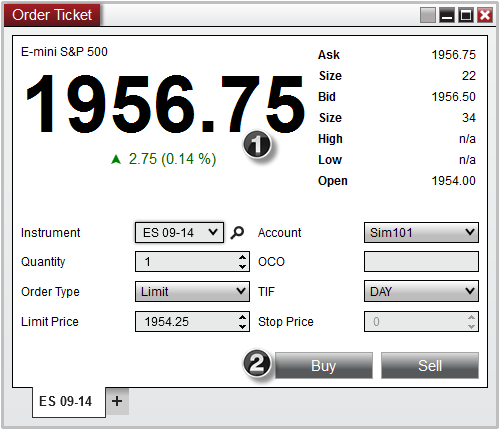 Order Ticket
E-mini S&P 500
1956.75
1
2.75 (0.14 %)
Ask 1956.75
Size 22
Bid 1956.50
Size 34
High n/a
Low n/a
Open 1954.00
Instrument ES 09-14 Account Sim101
Quantity 1 OCO
Order Type Limit TIF DAY
Limit Price 1954.25 Stop Price 0
2 Buy Sell
ES 09-14 +